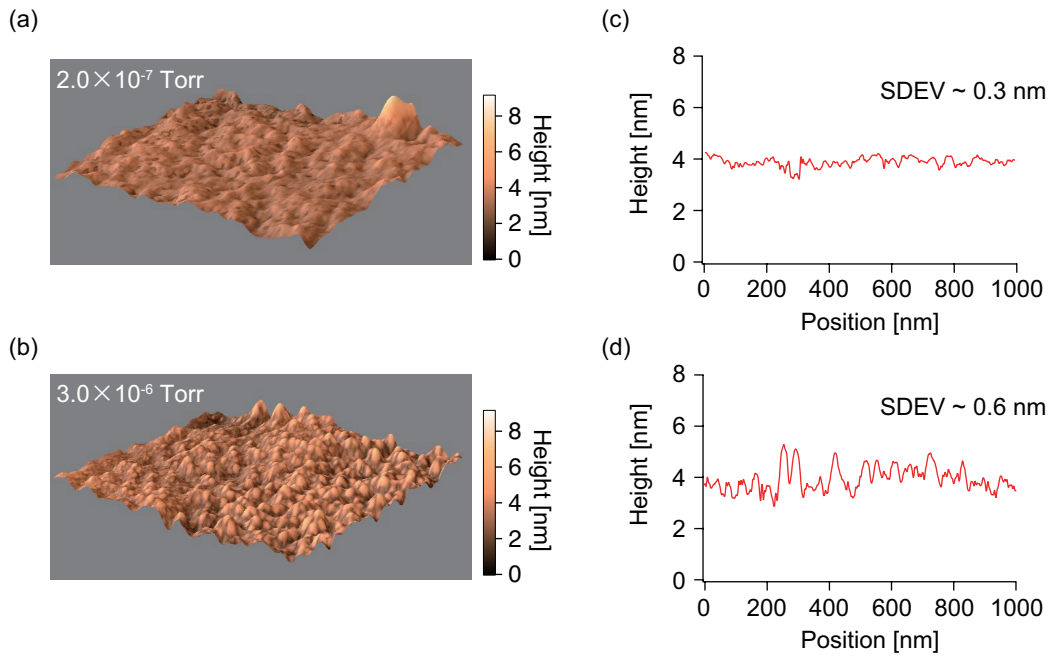 (a)
2.0×10⁻⁷ Torr
8
6
4
2
0
Height [nm]
(c)
8
6
4
2
0
Height [nm]
SDEV ~ 0.3 nm
0 200 400 600 800 1000
Position [nm]
(b)
3.0×10⁻⁶ Torr
8
6
4
2
0
Height [nm]
(d)
8
6
4
2
0
Height [nm]
SDEV ~ 0.6 nm
0 200 400 600 800 1000
Position [nm]